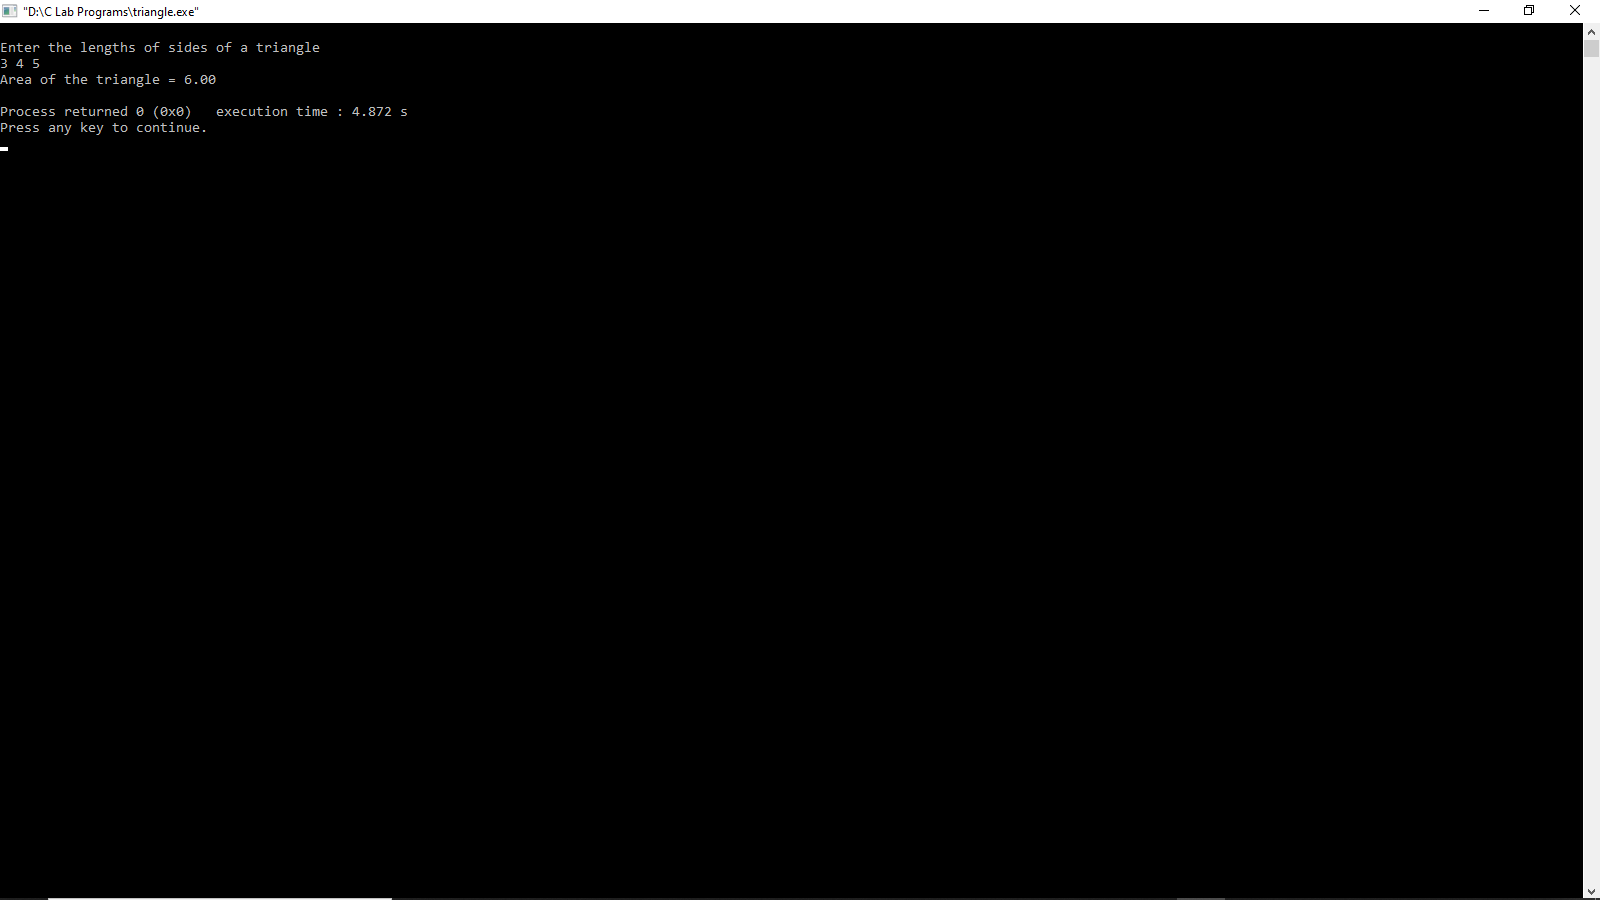 "D:\C Lab Programs\triangle.exe"
Enter the lengths of sides of a triangle
3 4 5
Area of the triangle = 6.00
Process returned 0 (0x0)   execution time : 4.872 s
Press any key to continue.